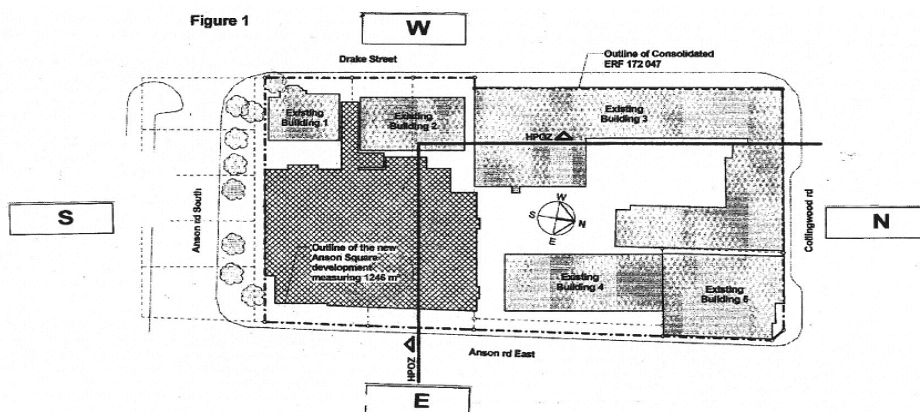 Figure 1
W
Drake Street
Outline of Consolidated
ERF 172 047
Existing
Building 1
Existing
Building 2
Existing
Building 3
HPOZ
S
Anson rd South
W
S
N
E
Collingwood rd
N
Outline of the new
Anson Square
development
measuring 1246 m²
Existing
Building 4
Existing
Building 5
HPOZ
Anson rd East
E